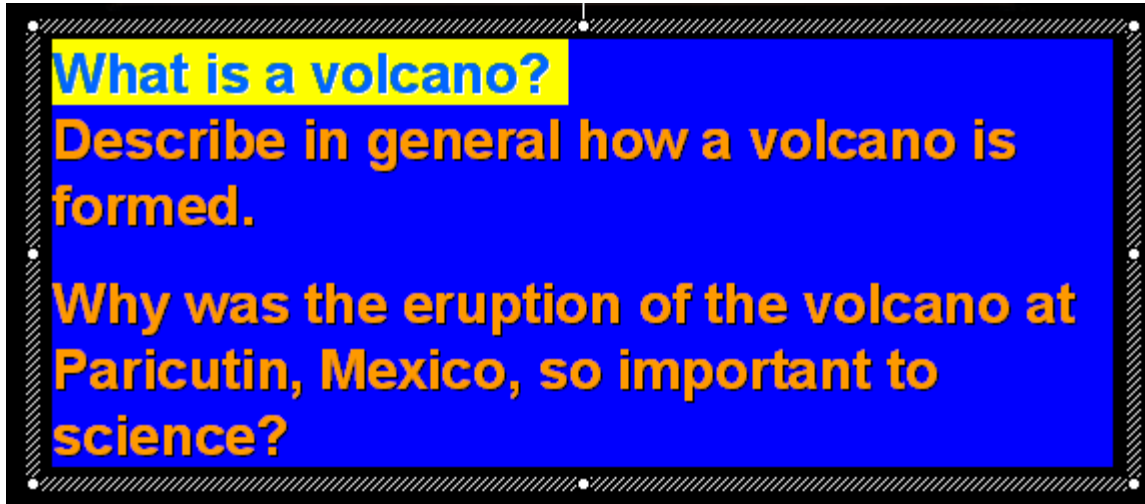 What is a volcano?
Describe in general how a volcano is
formed.
Why was the eruption of the volcano at
Paricutin, Mexico, so important to
science?